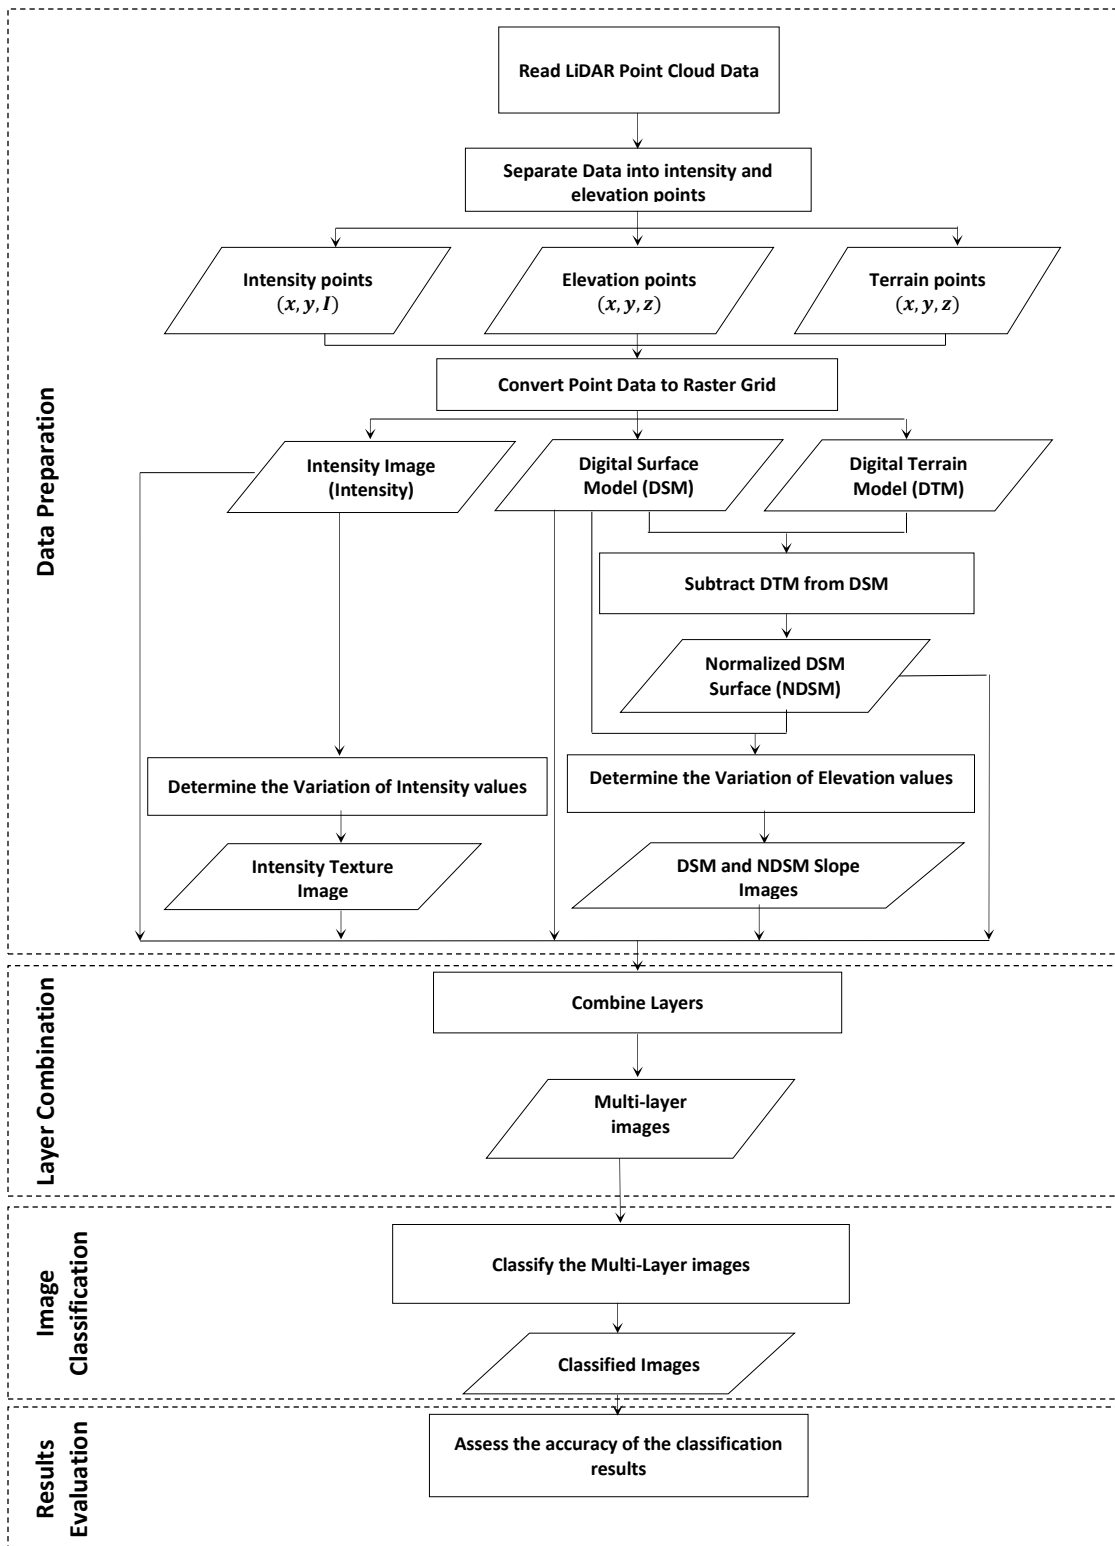 Read LiDAR Point Cloud Data
Separate Data into intensity and
elevation points
Intensity points
(x, y, I)
Elevation points
(x, y, z)
Terrain points
(x, y, z)
Convert Point Data to Raster Grid
Data Preparation
Intensity Image
(Intensity)
Digital Surface
Model (DSM)
Digital Terrain
Model (DTM)
Subtract DTM from DSM
Normalized DSM
Surface (NDSM)
Determine the Variation of Intensity values
Determine the Variation of Elevation values
Intensity Texture
Image
DSM and NDSM Slope
Images
Layer Combination
Combine Layers
Multi-layer
images
Image
Classification
Classify the Multi-Layer images
Classified Images
Results
Evaluation
Assess the accuracy of the classification
results